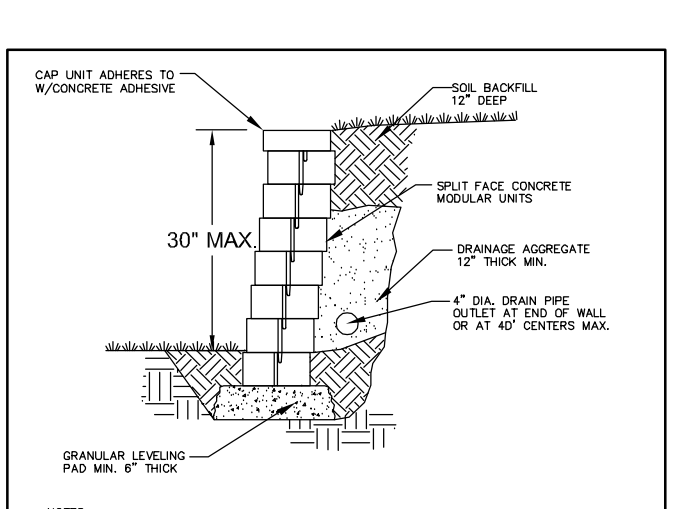 CAP UNIT ADHERES TO
W/CONCRETE ADHESIVE
SOIL BACKFILL
12" DEEP
SPLIT FACE CONCRETE
MODULAR UNITS
30" MAX.
DRAINAGE AGGREGATE
12" THICK MIN.
4" DIA. DRAIN PIPE
OUTLET AT END OF WALL
OR AT 4D' CENTERS MAX.
GRANULAR LEVELING
PAD MIN. 6" THICK